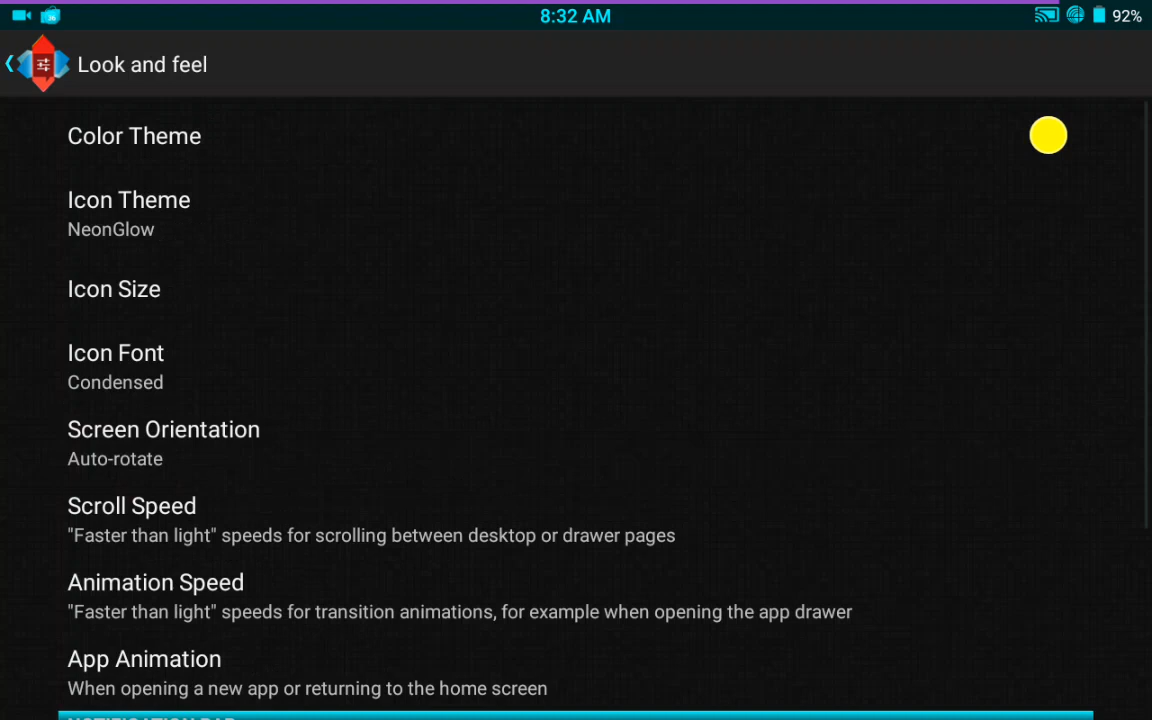 8:32 AM
92%
Look and feel
Color Theme
Icon Theme
NeonGlow
Icon Size
Icon Font
Condensed
Screen Orientation
Auto-rotate
Scroll Speed
"Faster than light" speeds for scrolling between desktop or drawer pages
Animation Speed
"Faster than light" speeds for transition animations, for example when opening the app drawer
App Animation
When opening a new app or returning to the home screen
NOTIFICATION BAR